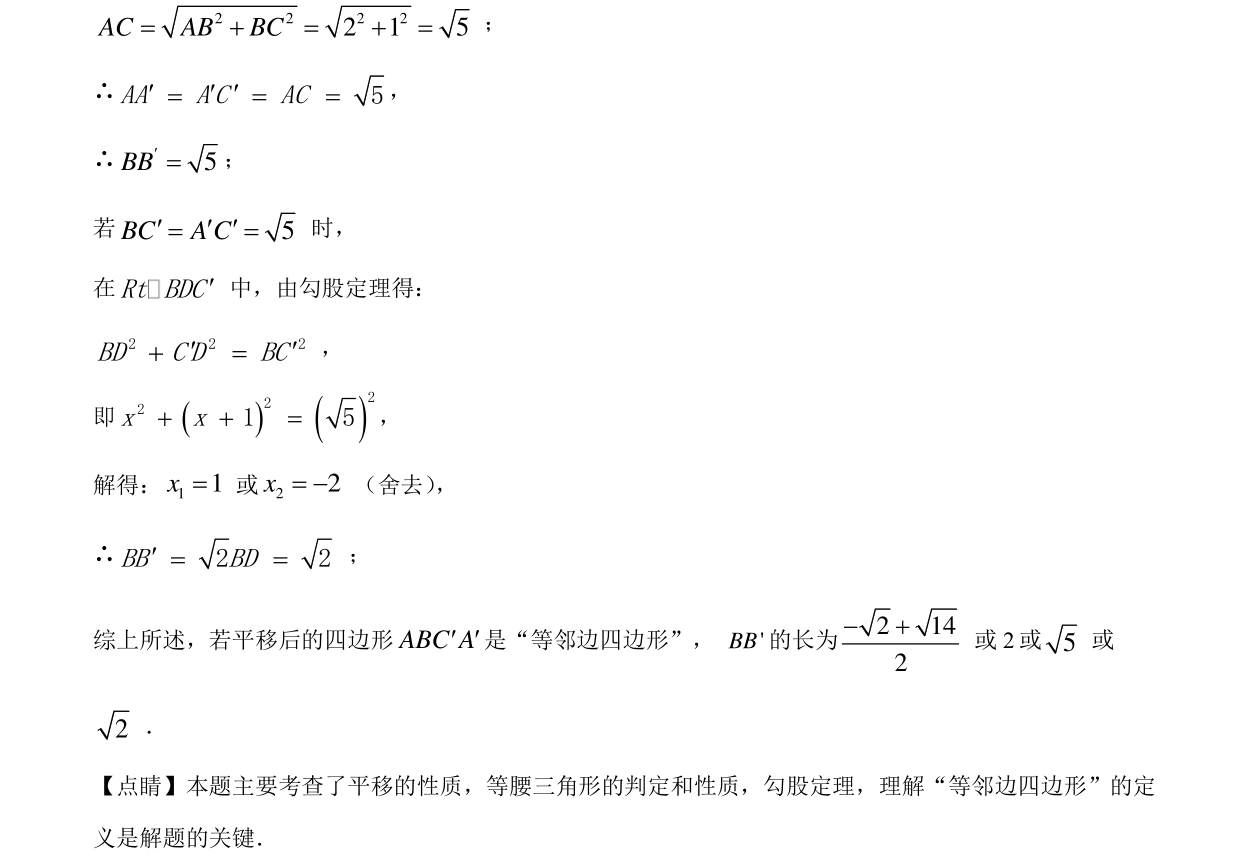 AC = √(AB² + BC²) = √(2² + 1²) = √5 ；
∴ AA′ = A′C′ = AC = √5 ，
∴ BB′ = √5 ；
若 BC′ = A′C′ = √5 时，
在 Rt□BDC′ 中，由勾股定理得：
BD² + C′D² = BC′² ，
即 x² + (x + 1)² = (√5)² ，
解得： x₁ = 1 或 x₂ = −2 （舍去），
∴ BB′ = √2BD = √2 ；
综上所述，若平移后的四边形 ABC′A′ 是“等邻边四边形”， BB' 的长为 (−√2 + √14)/2 或 2 或 √5 或
√2 ．
【点睛】本题主要考查了平移的性质，等腰三角形的判定和性质，勾股定理，理解“等邻边四边形”的定
义是解题的关键．